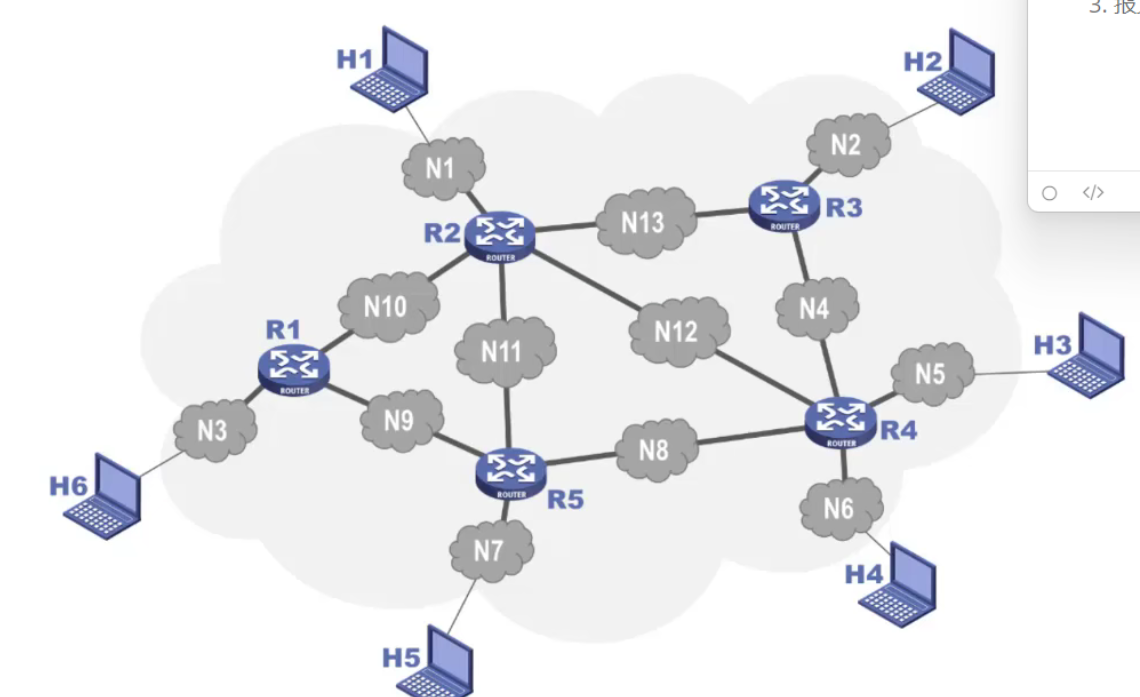 3. 报
H1
H2
N1
N2
R2
ROUTER
N13
R3
ROUTER
N10
N4
R1
ROUTER
N11
N12
H3
N5
N9
N3
R4
ROUTER
N8
H6
R5
ROUTER
N6
N7
H4
H5